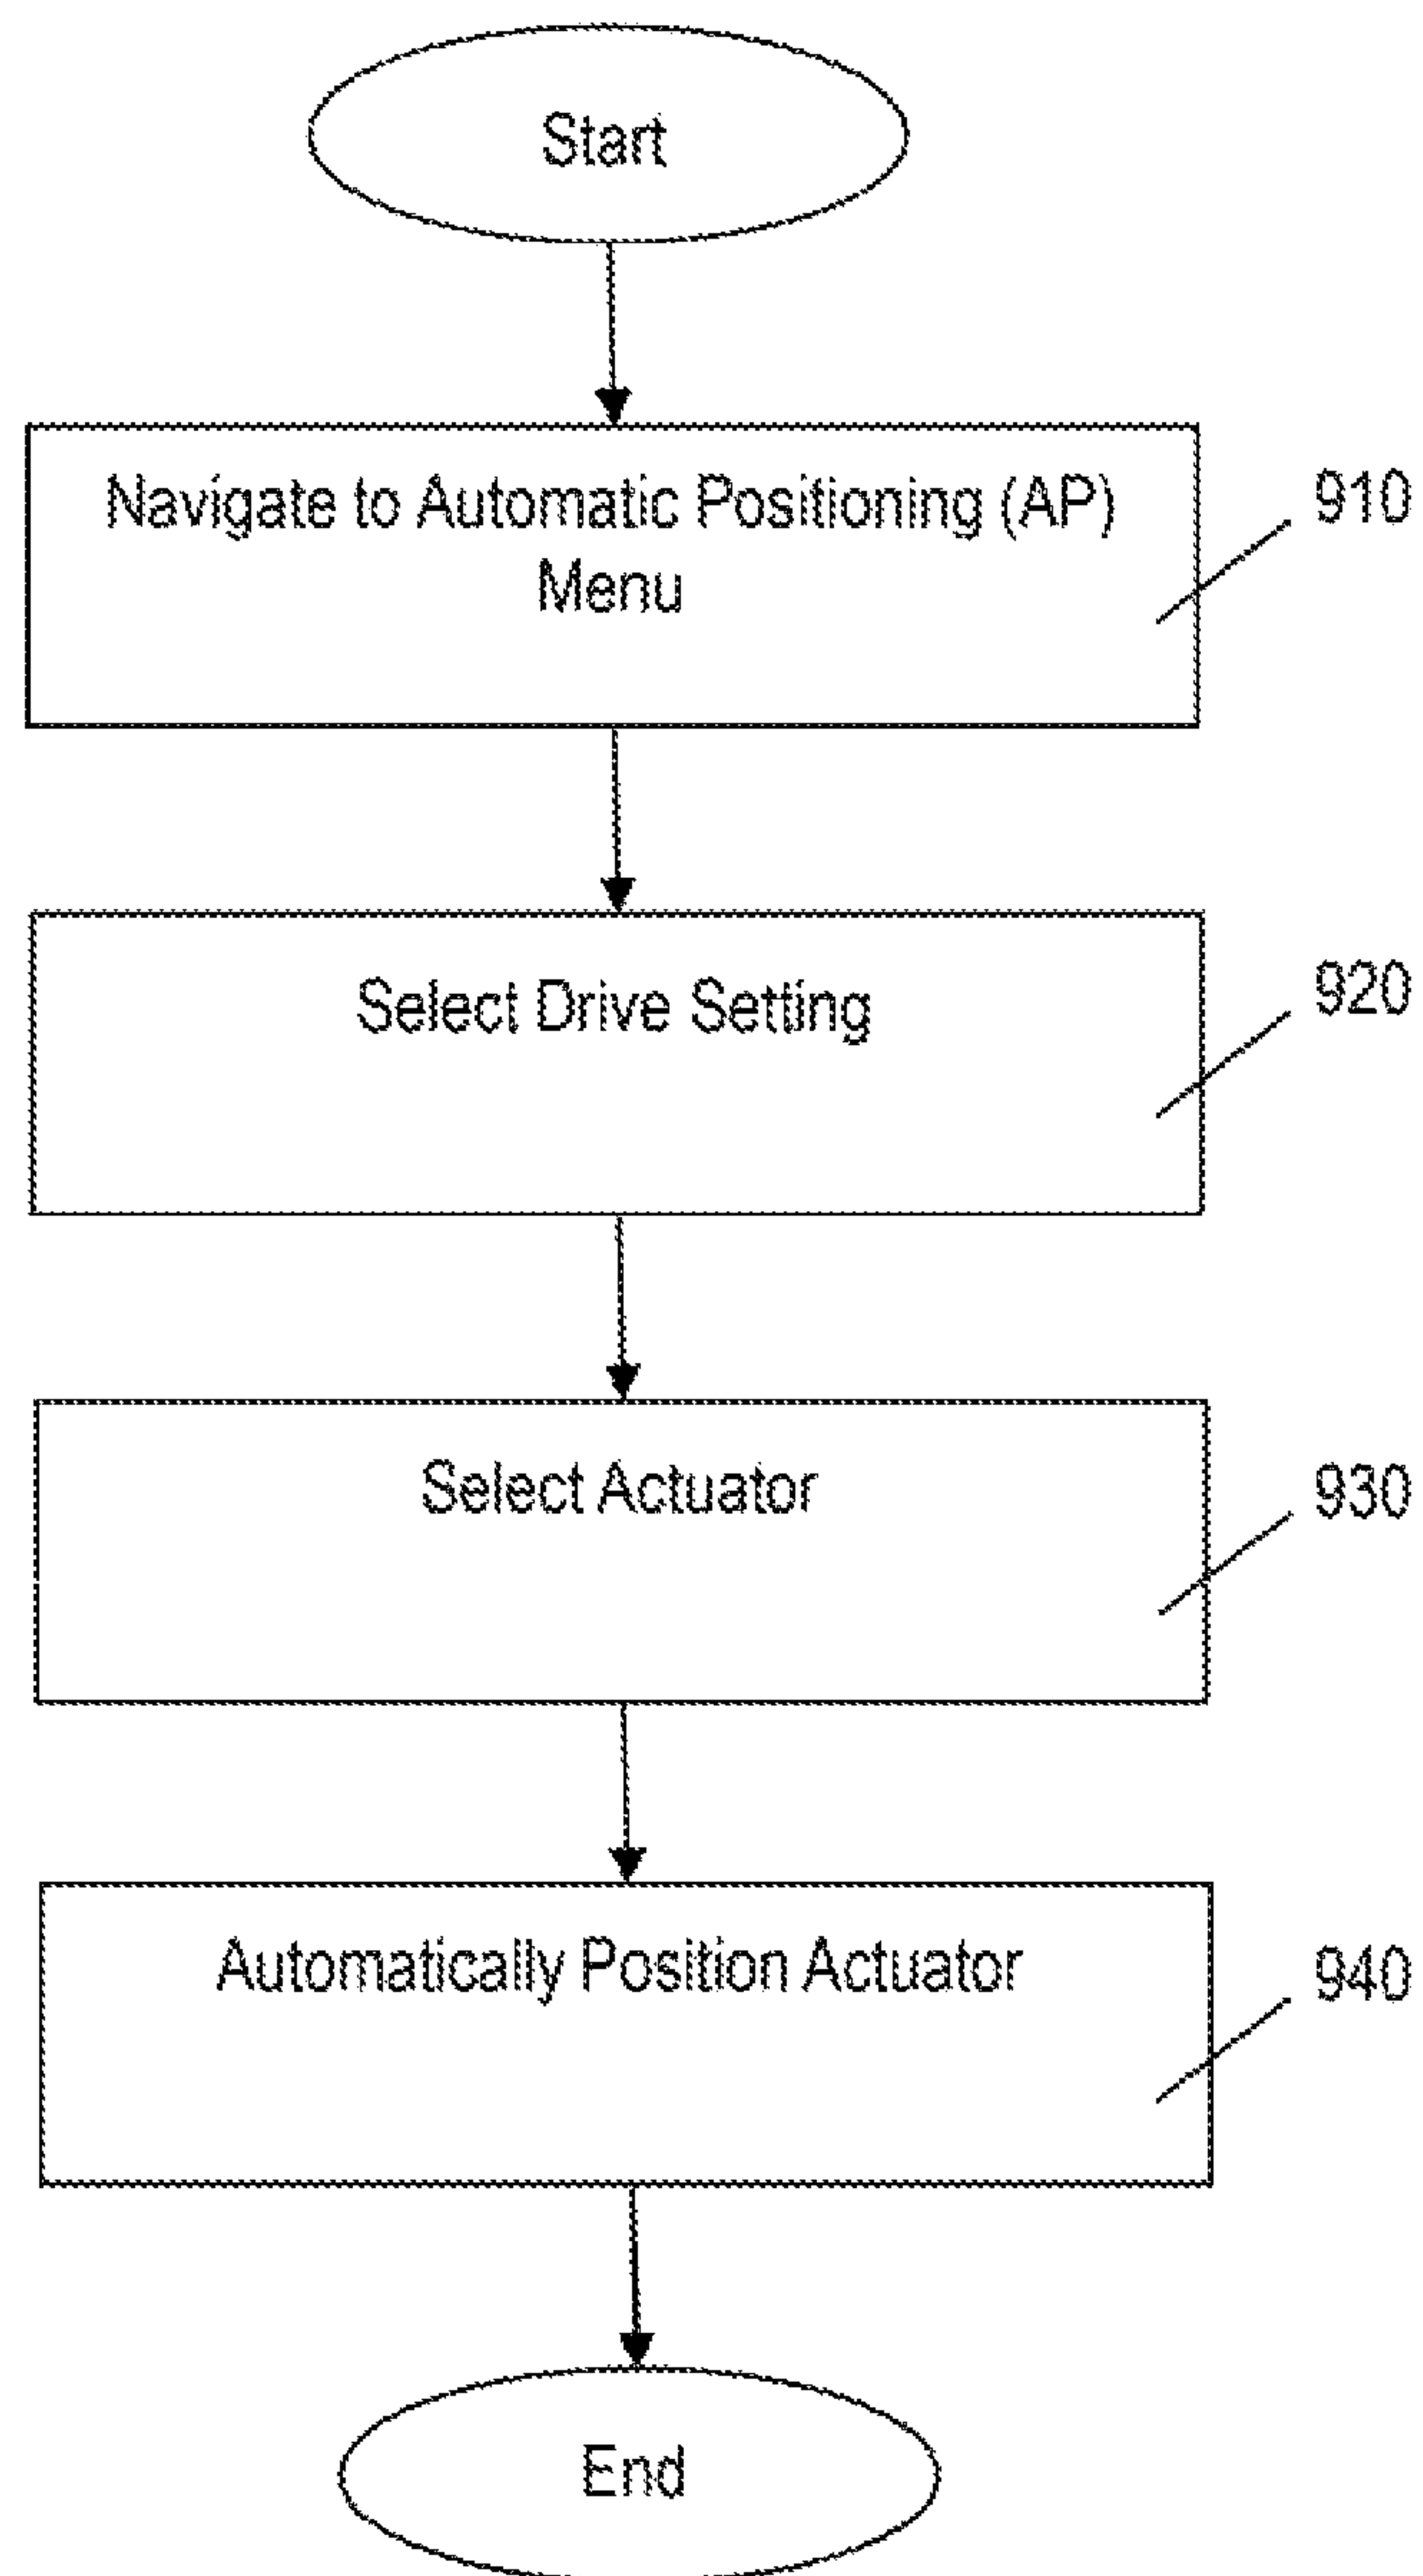 Start
Navigate to Automatic Positioning (AP)
Menu
910
Select Drive Setting
920
Select Actuator
930
Automatically Position Actuator
940
End